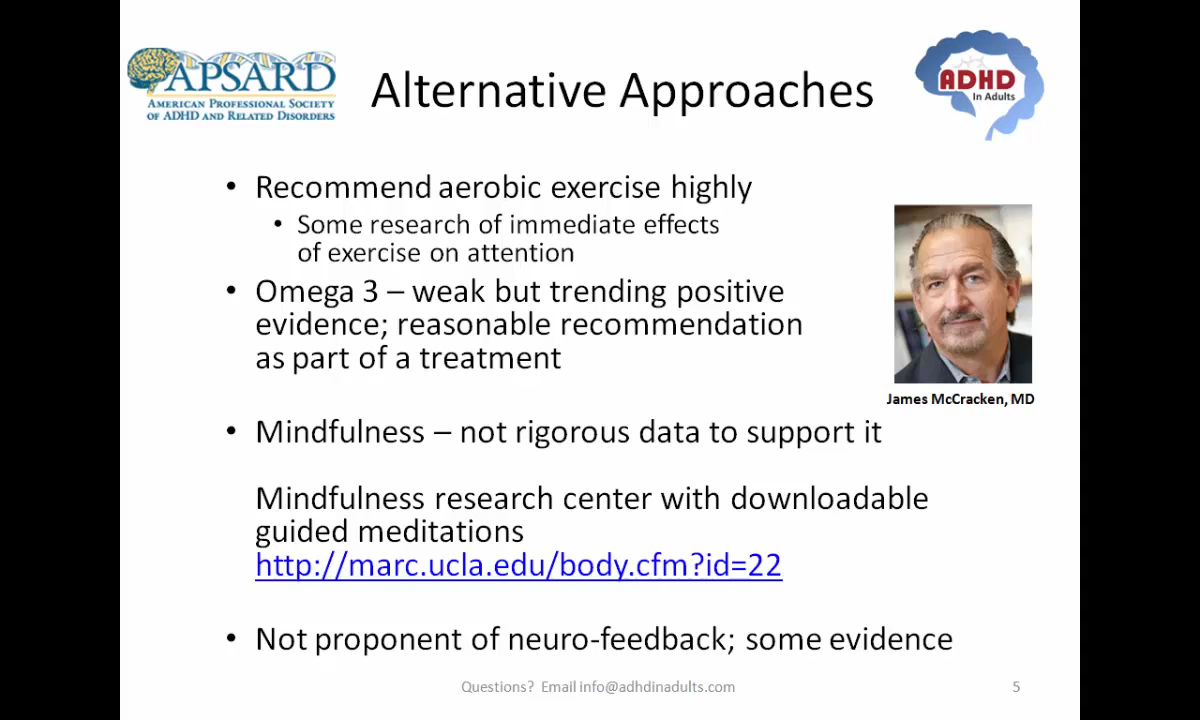 APSARD
AMERICAN PROFESSIONAL SOCIETY
OF ADHD AND RELATED DISORDERS
Alternative Approaches
ADHD
In Adults
• Recommend aerobic exercise highly
• Some research of immediate effects
of exercise on attention
• Omega 3 – weak but trending positive
evidence; reasonable recommendation
as part of a treatment
James McCracken, MD
• Mindfulness – not rigorous data to support it
Mindfulness research center with downloadable
guided meditations
http://marc.ucla.edu/body.cfm?id=22
• Not proponent of neuro-feedback; some evidence
Questions? Email info@adhdinadults.com
5